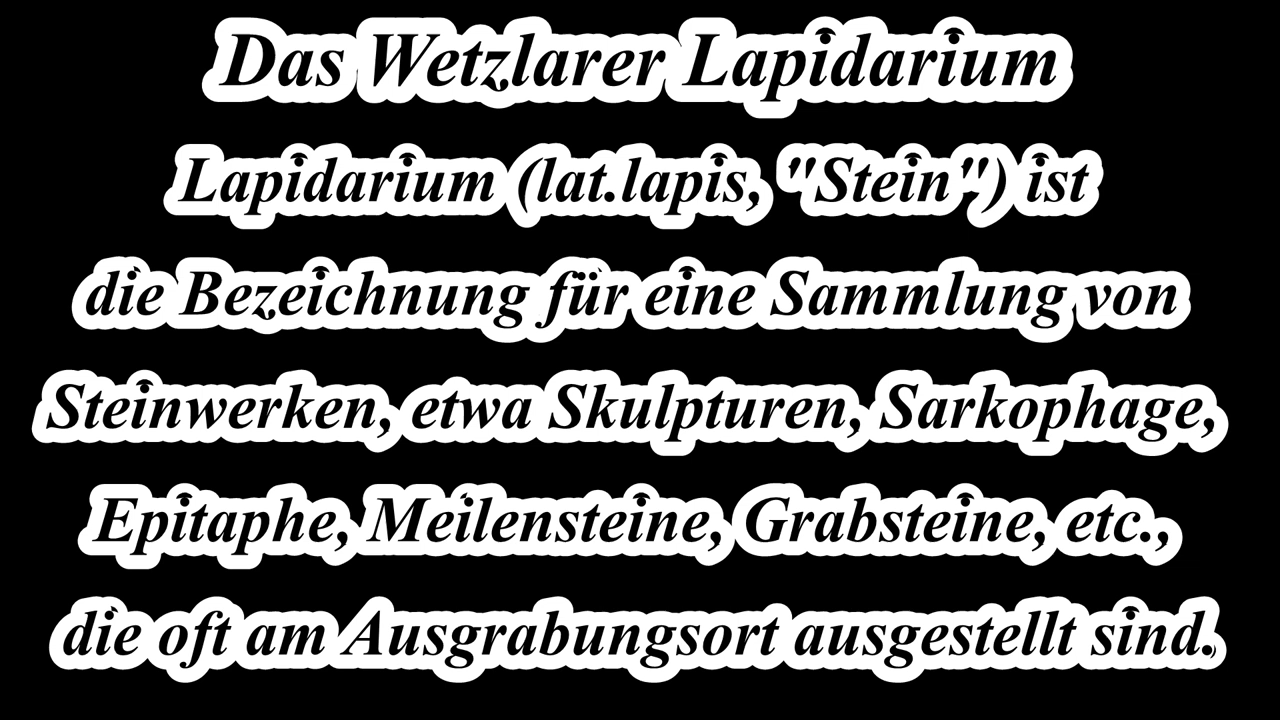 Das Wetzlarer Lapidarium
Lapidarium (lat.lapis, "Stein") ist
die Bezeichnung für eine Sammlung von
Steinwerken, etwa Skulpturen, Sarkophage,
Epitaphe, Meilensteine, Grabsteine, etc.,
die oft am Ausgrabungsort ausgestellt sind.